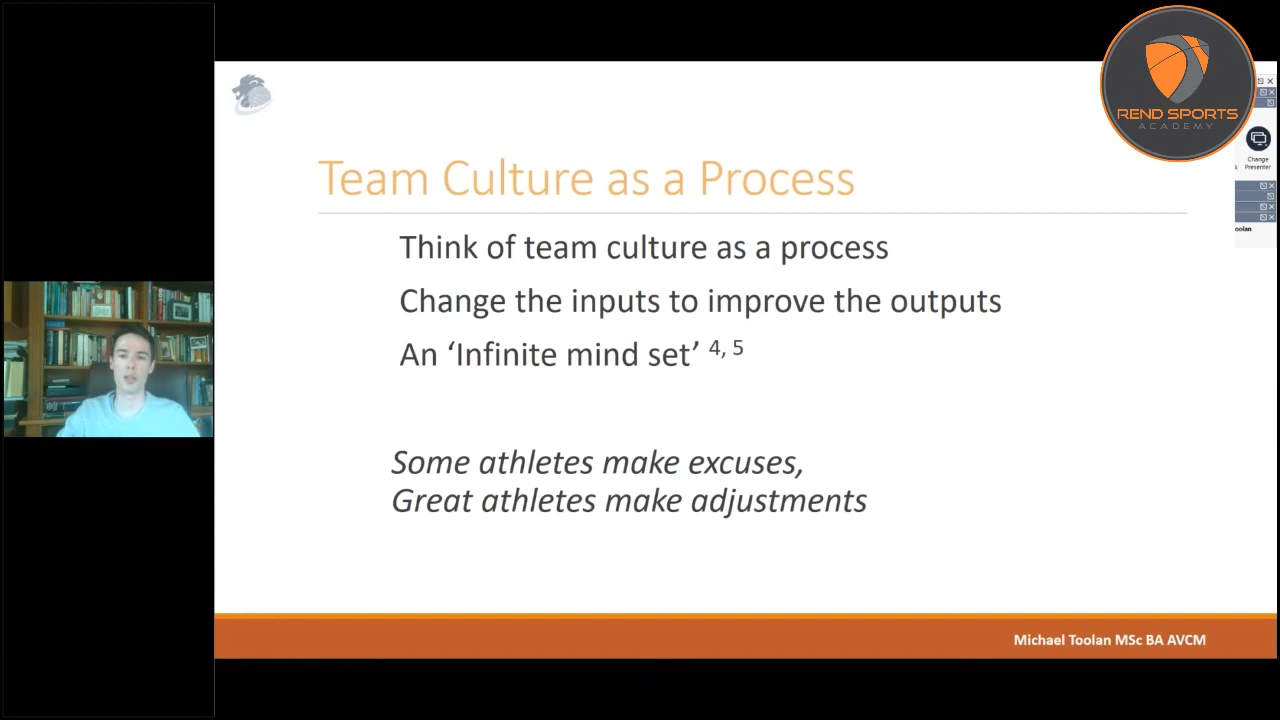 REND SPORTS
ACADEMY
Change
Presenter
oolan
Team Culture as a Process
Think of team culture as a process
Change the inputs to improve the outputs
An ‘Infinite mind set’ 4, 5
Some athletes make excuses,
Great athletes make adjustments
Michael Toolan MSc BA AVCM